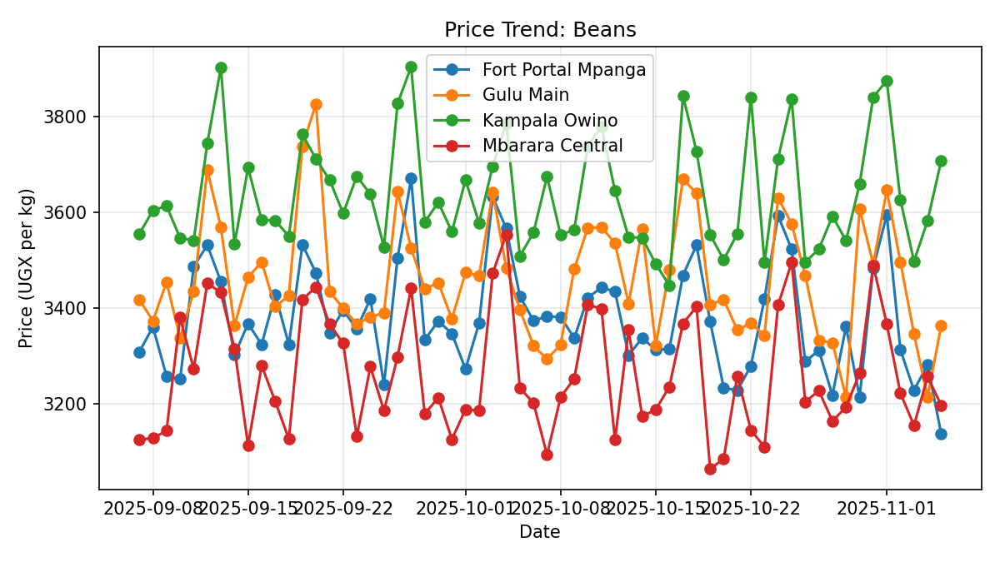 Price Trend: Beans
Fort Portal Mpanga
Gulu Main
Kampala Owino
Mbarara Central
Price (UGX per kg)
3800
3600
3400
3200
2025-09-08 2025-09-15 2025-09-22 2025-10-01 2025-10-08 2025-10-15 2025-10-22 2025-11-01
Date